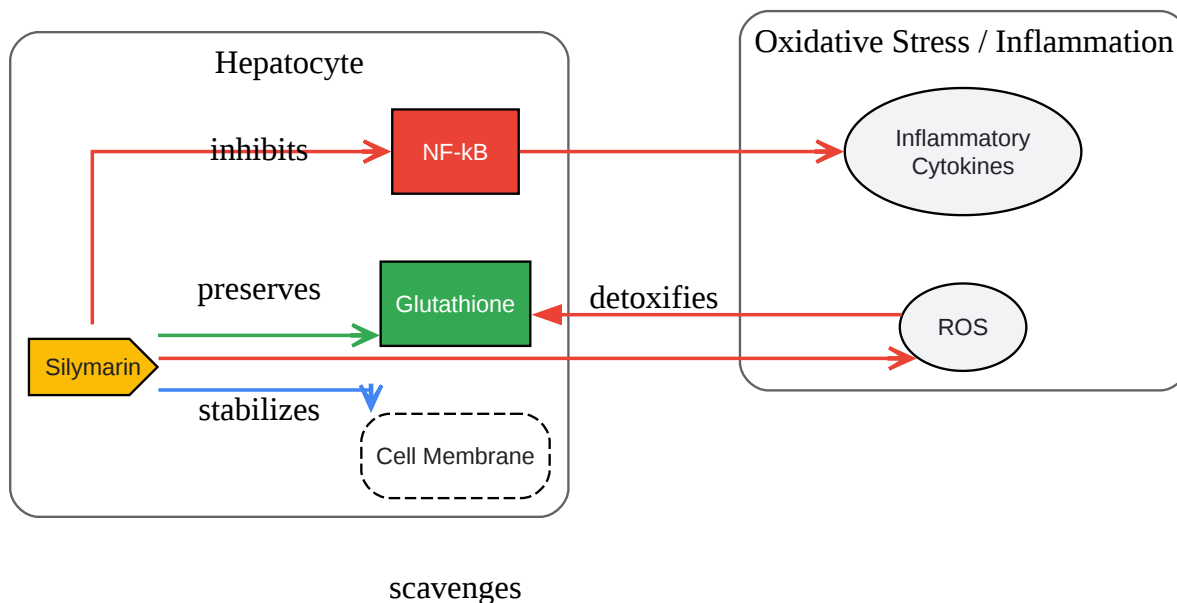 Hepatocyte
Oxidative Stress / Inflammation
inhibits
NF-kB
Inflammatory
Cytokines
preserves
Glutathione
detoxifies
ROS
Silymarin
stabilizes
Cell Membrane
scavenges